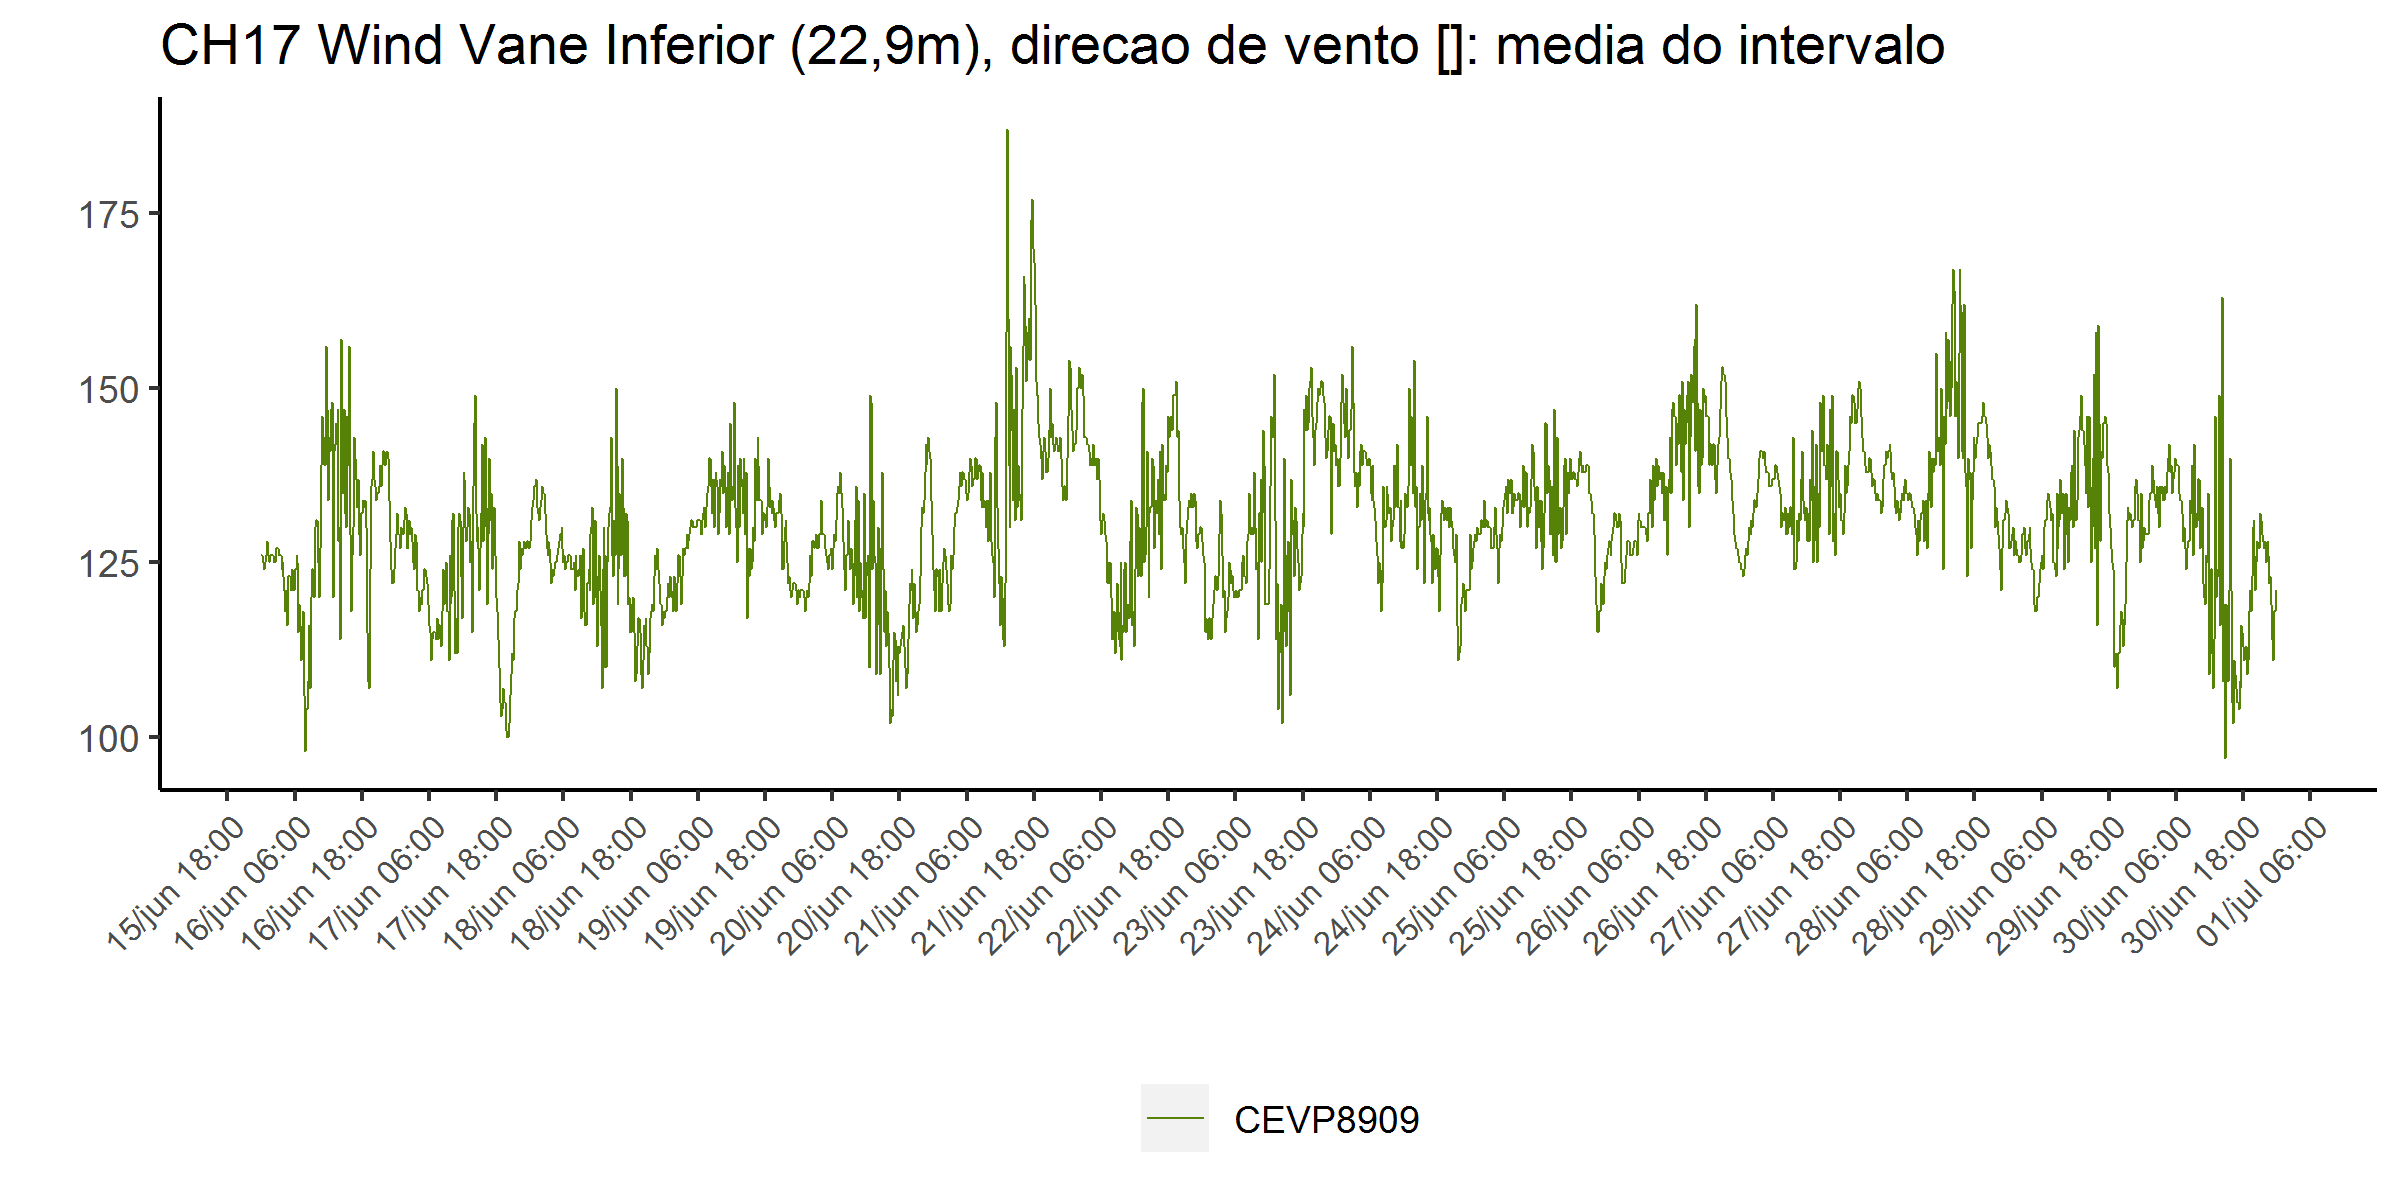 CH17 Wind Vane Inferior (22,9m), direcao de vento []: media do intervalo
175
150
125
100
15/jun 18:00
16/jun 06:00
16/jun 18:00
17/jun 06:00
17/jun 18:00
18/jun 06:00
18/jun 18:00
19/jun 06:00
19/jun 18:00
20/jun 06:00
20/jun 18:00
21/jun 06:00
21/jun 18:00
22/jun 06:00
22/jun 18:00
23/jun 06:00
23/jun 18:00
24/jun 06:00
24/jun 18:00
25/jun 06:00
25/jun 18:00
26/jun 06:00
26/jun 18:00
27/jun 06:00
27/jun 18:00
28/jun 06:00
28/jun 18:00
29/jun 06:00
29/jun 18:00
30/jun 06:00
30/jun 18:00
01/jul 06:00
CEVP8909